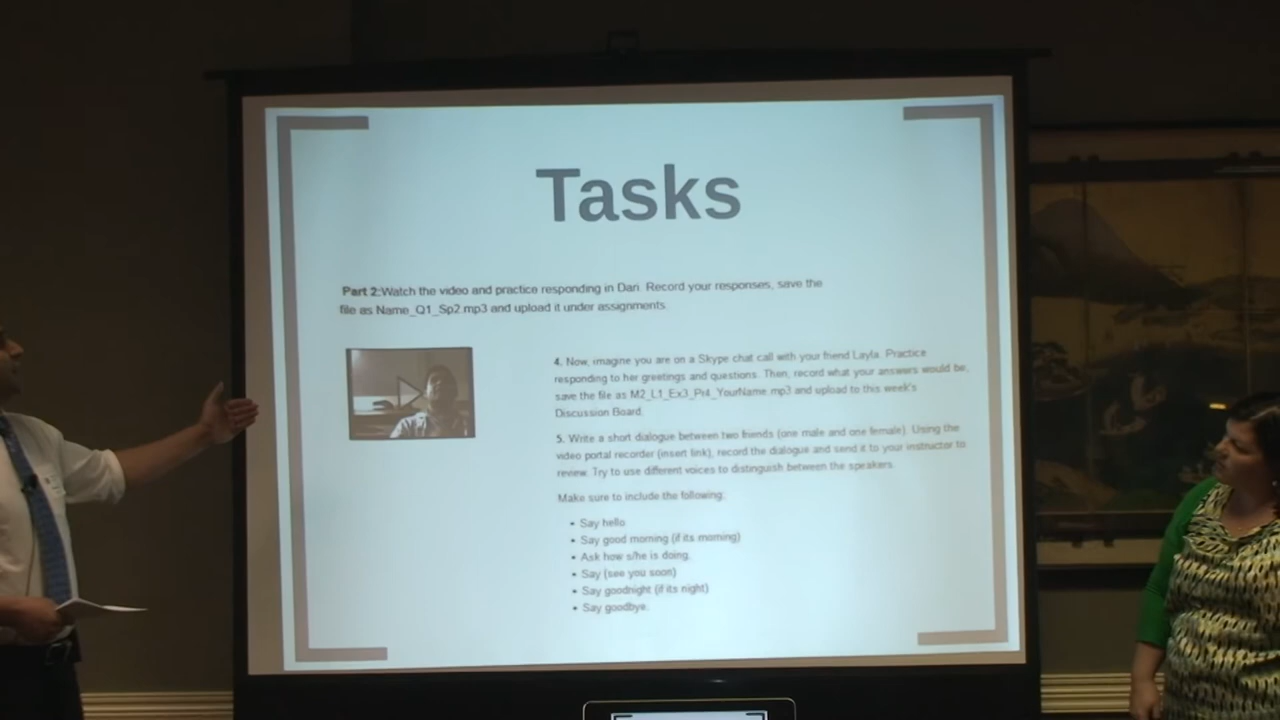 Tasks
Part 2:Watch the video and practice responding in Dari. Record your responses, save the
file as Name_Q1_Sp2.mp3 and upload it under assignments.
4. Now, imagine you are on a Skype chat call with your friend Layla. Practice
responding to her greetings and questions. Then, record what your answers would be,
save the file as M2_L1_Ex3_Pr4_YourName.mp3 and upload to this week's
Discussion Board.
5. Write a short dialogue between two friends (one male and one female). Using the
video portal recorder (insert link), record the dialogue and send it to your instructor to
review. Try to use different voices to distinguish between the speakers.
Make sure to include the following:
• Say hello
• Say good morning (if its morning)
• Ask how s/he is doing.
• Say (see you soon)
• Say goodnight (if its night)
• Say goodbye.